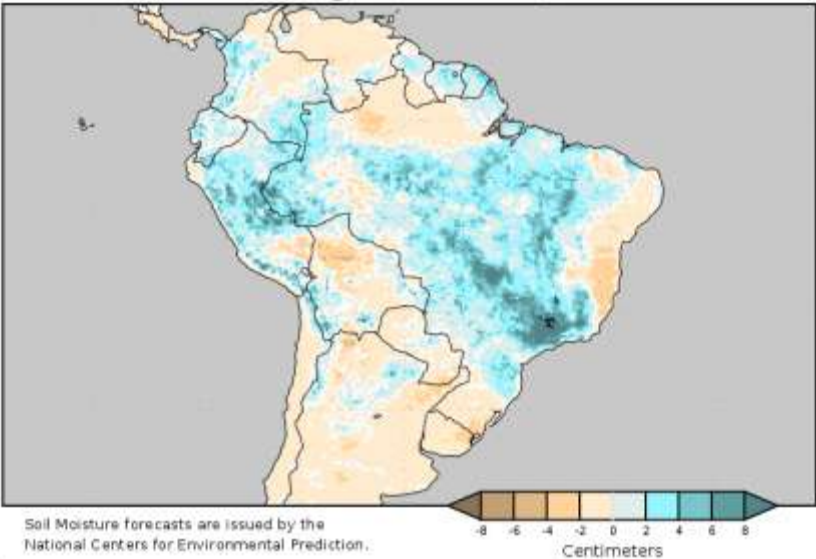 Soil Moisture forecasts are issued by the
National Centers for Environmental Prediction.
-8 -6 -4 -2 0 2 4 6 8
Centimeters